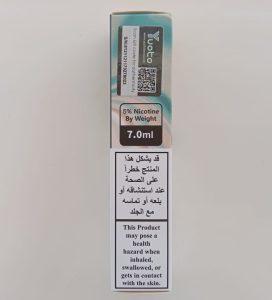 Yuoto
5% Nicotine
By Weight
7.0ml
قد يشكل هذا
المنتج خطراً
على الصحة
عند استنشاقه أو
بلعه أو تماسه
مع الجلد
This Product
may pose a
health
hazard when
inhaled,
swallowed, or
gets in contact
with the skin.